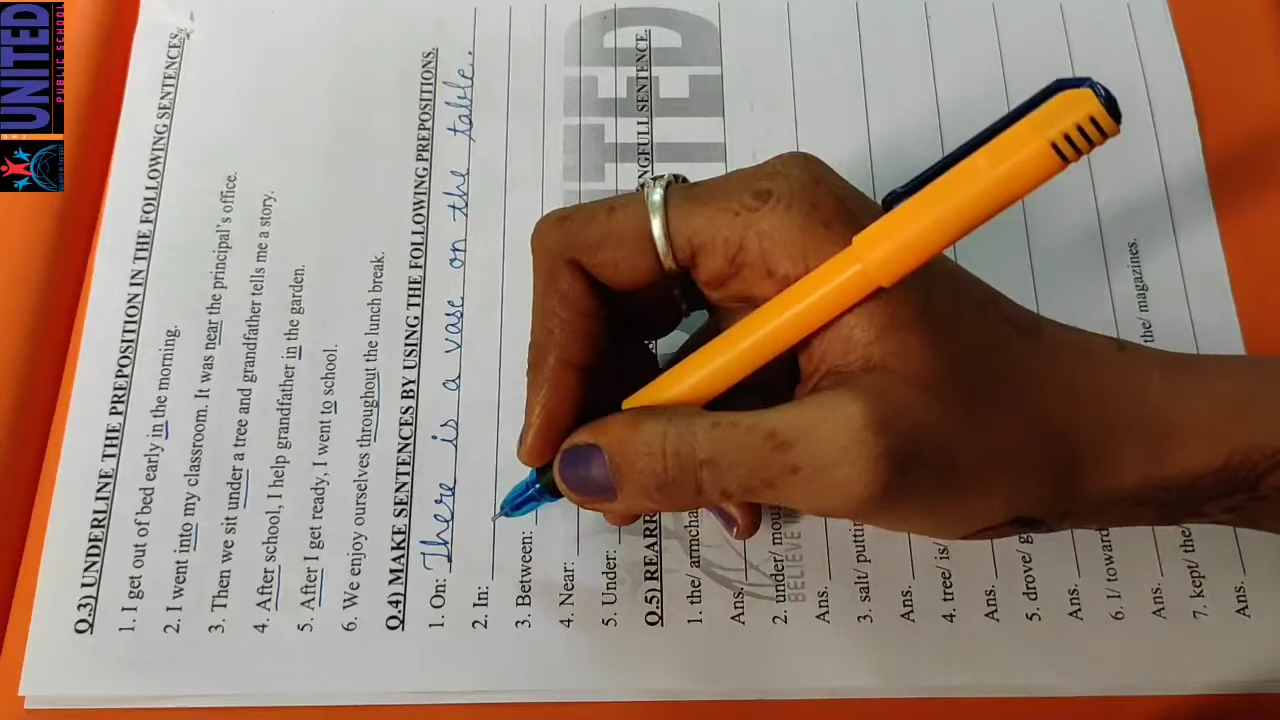 UNITED
PUBLIC SCHOOL
Q.3) UNDERLINE THE PREPOSITION IN THE FOLLOWING SENTENCES.
1. I get out of bed early in the morning.
2. I went into my classroom. It was near the principal's office.
3. Then we sit under a tree and grandfather tells me a story.
4. After school, I help grandfather in the garden.
5. After I get ready, I went to school.
6. We enjoy ourselves throughout the lunch break.
Q.4) MAKE SENTENCES BY USING THE FOLLOWING PREPOSITIONS.
1. On: There is a vase on the table.
2. In:
3. Between:
4. Near:
5. Under:
Q.5) REARR NGFULL SENTENCE.
1. the/ armcha
Ans.
2. under/ mous
Ans.
3. salt/ puttin
Ans.
4. tree/ is/
Ans.
5. drove/ g
Ans.
6. I/ toward
Ans.
7. kept/ the/ the/ magazines.
Ans.
BELIEVE